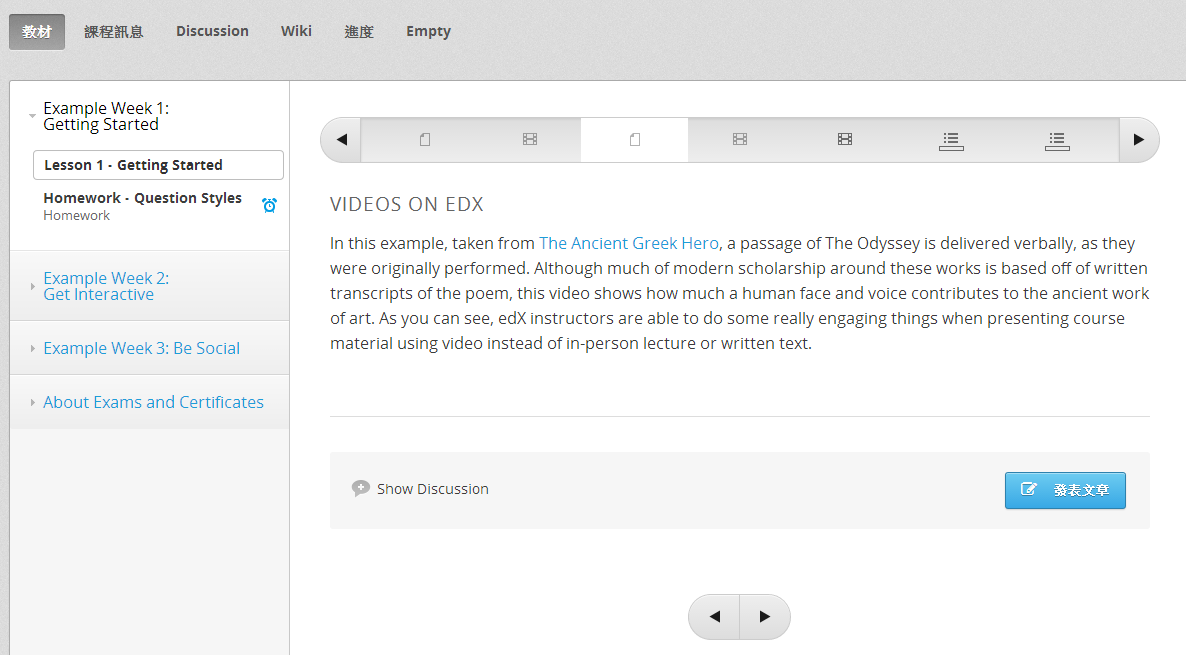 教材 課程訊息 Discussion Wiki 進度 Empty
Example Week 1:
Getting Started
Lesson 1 - Getting Started
Homework - Question Styles
Homework
Example Week 2:
Get Interactive
Example Week 3: Be Social
About Exams and Certificates
VIDEOS ON EDX
In this example, taken from The Ancient Greek Hero, a passage of The Odyssey is delivered verbally, as they
were originally performed. Although much of modern scholarship around these works is based off of written
transcripts of the poem, this video shows how much a human face and voice contributes to the ancient work
of art. As you can see, edX instructors are able to do some really engaging things when presenting course
material using video instead of in-person lecture or written text.
Show Discussion
發表文章